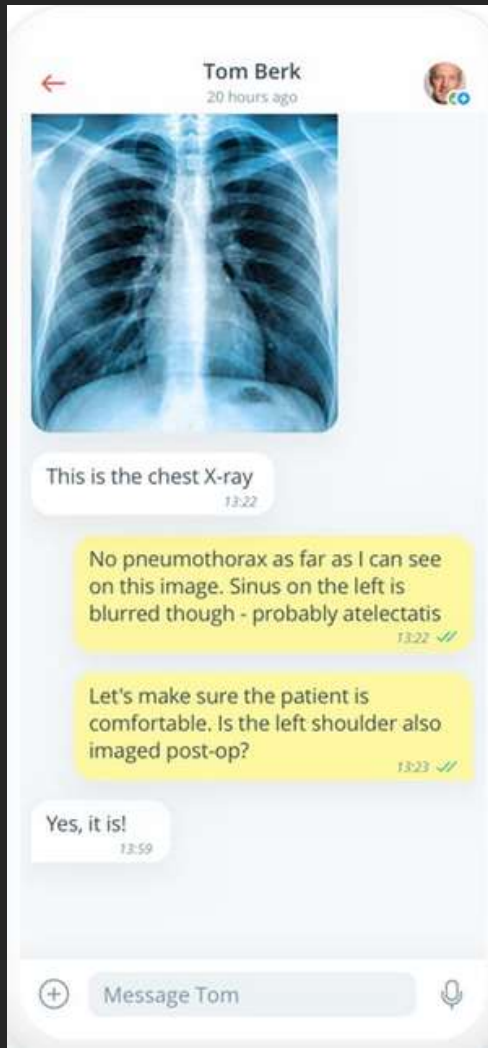 Tom Berk
20 hours ago
This is the chest X-ray
13:22
No pneumothorax as far as I can see
on this image. Sinus on the left is
blurred though - probably atelectatis
13:22
Let's make sure the patient is
comfortable. Is the left shoulder also
imaged post-op?
13:23
Yes, it is!
13:59
Message Tom